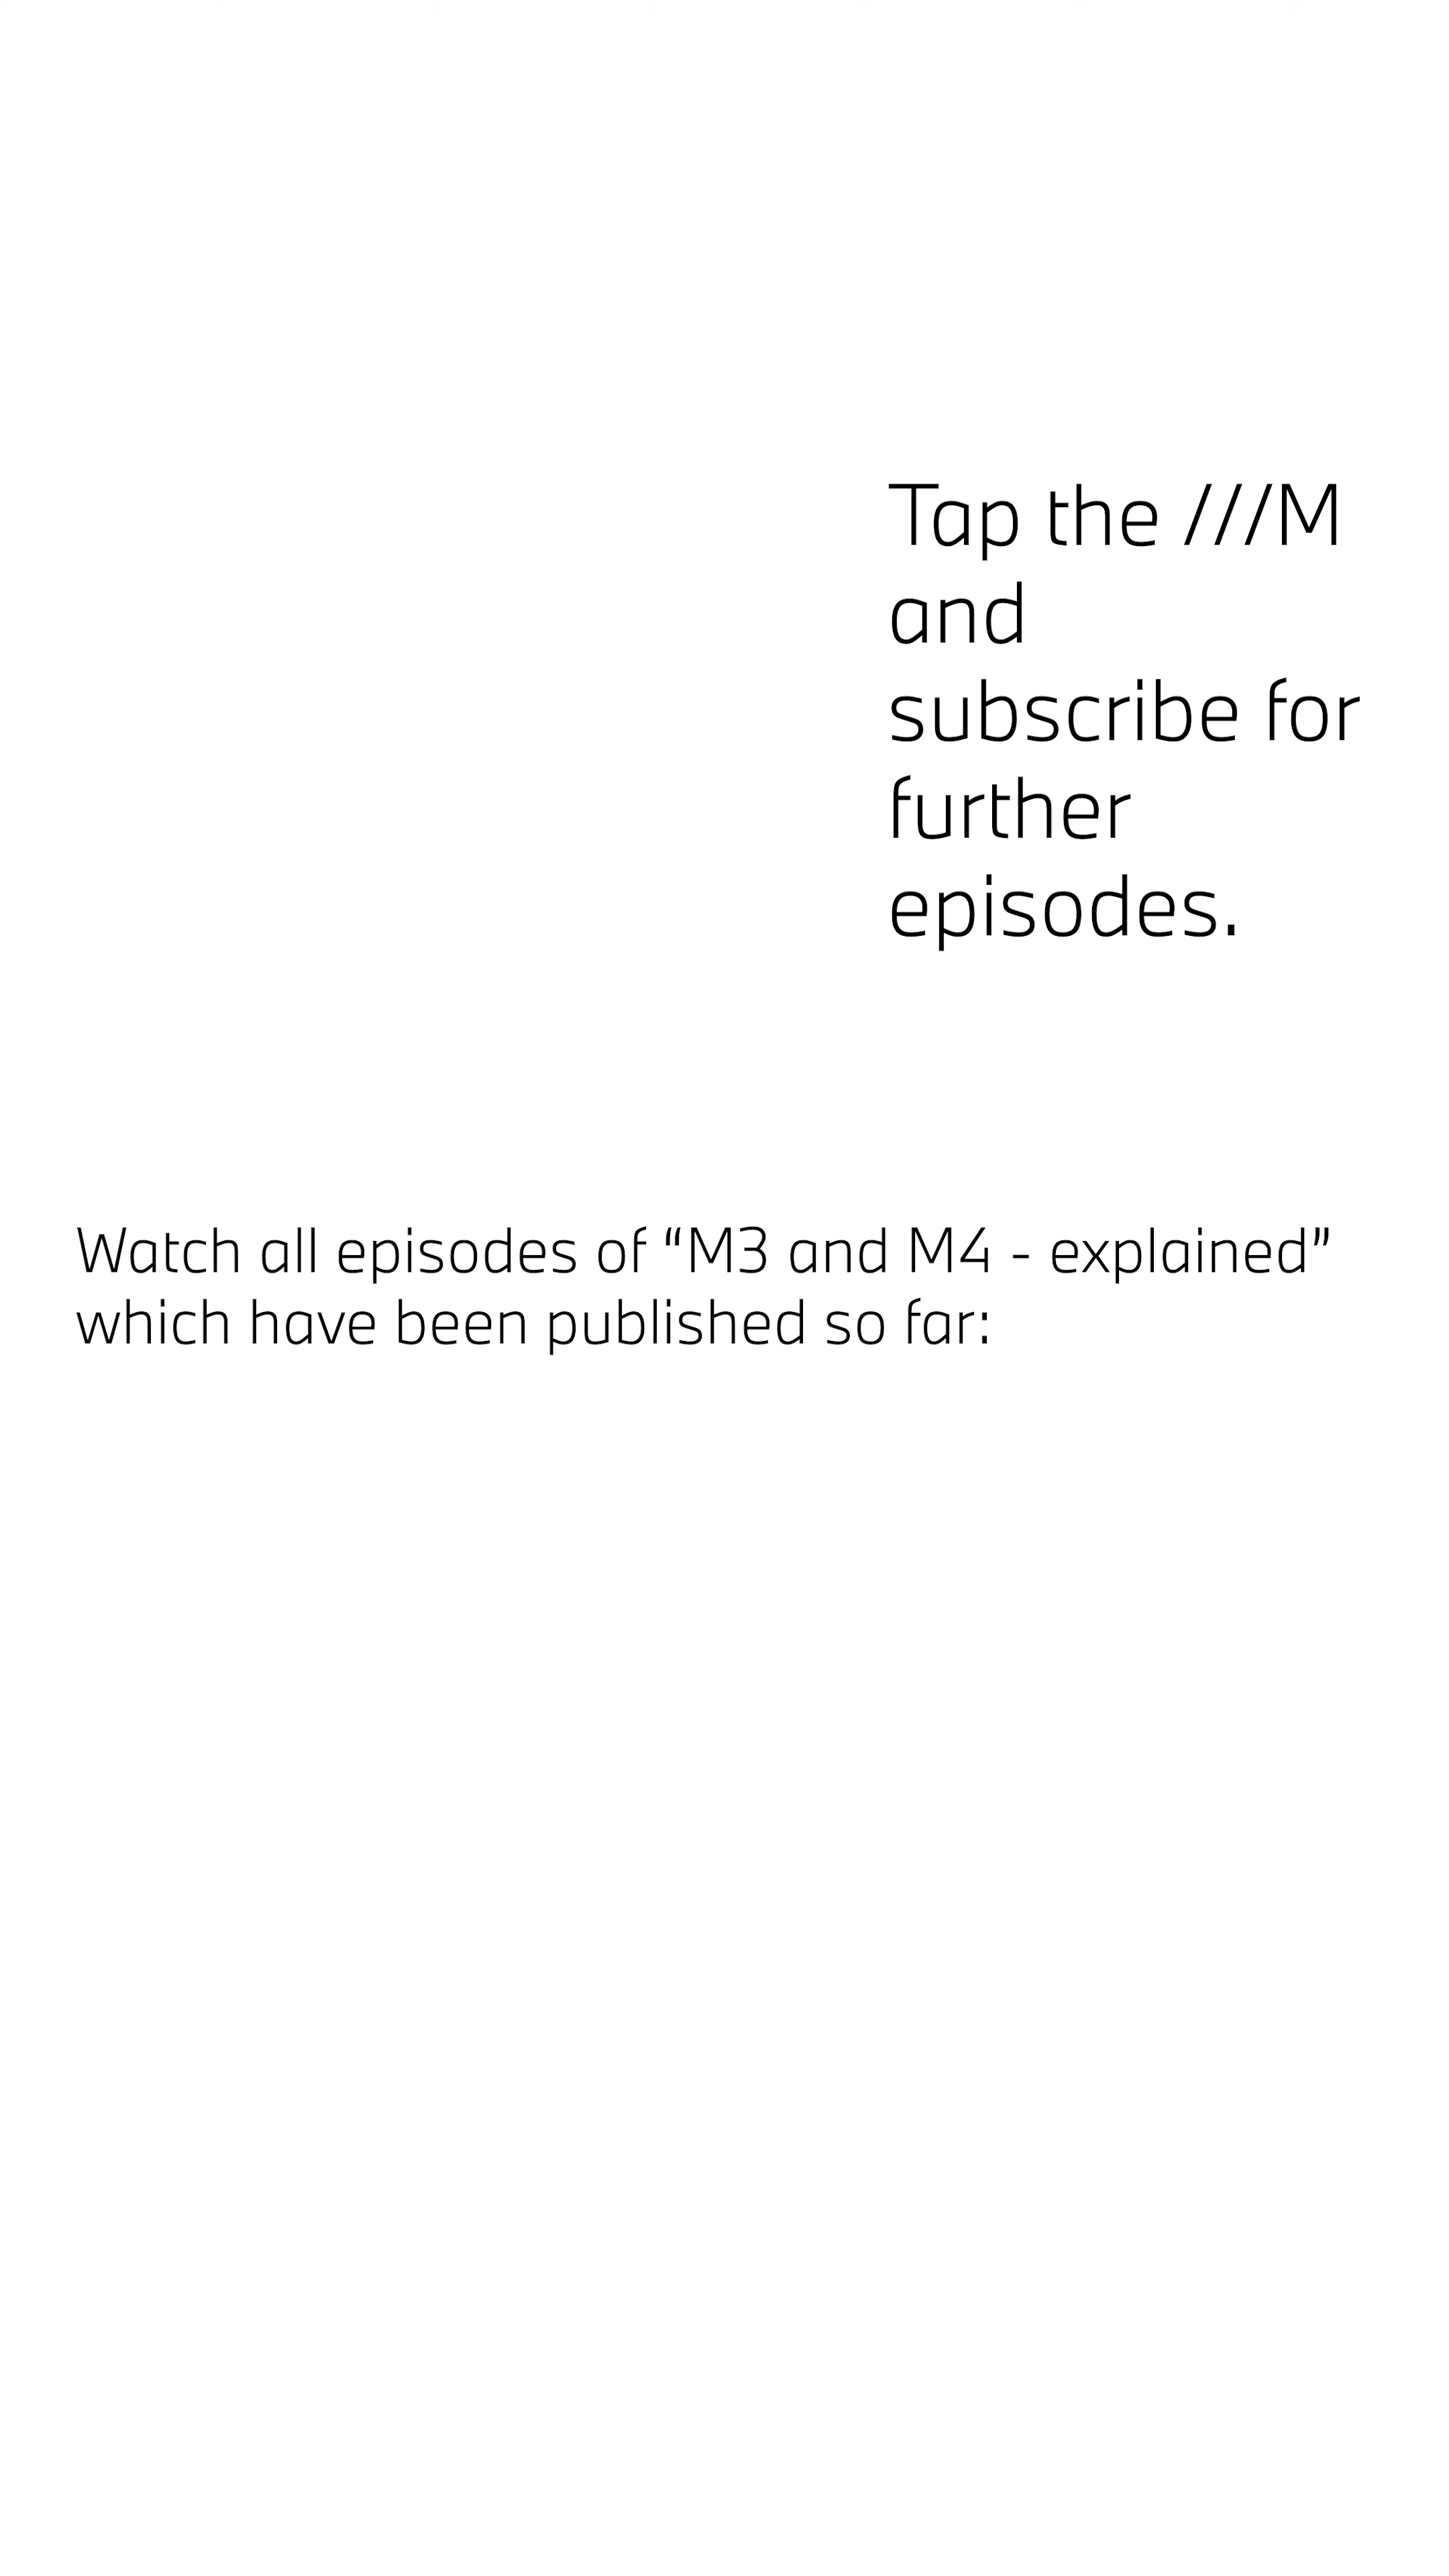 Tap the ///M
and
subscribe for
further
episodes.
Watch all episodes of “M3 and M4 - explained”
which have been published so far: